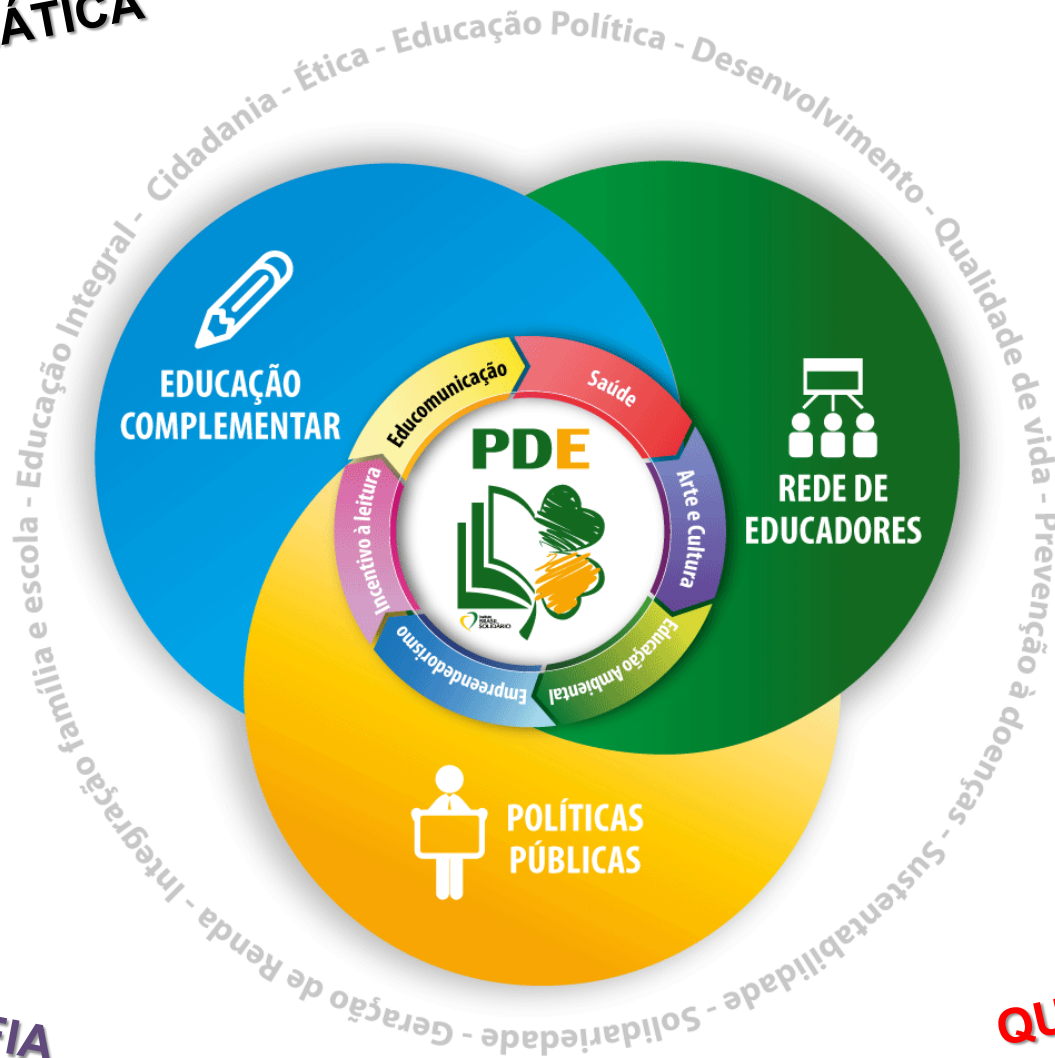 ÁTICA
Cidadania - Ética - Educação Política - Desenvolvimento - Qualidade de vida - Prevenção à doenças - Sustentabilidade - Solidariedade - Geração de Renda - Integração família e escola - Educação Integral -
EDUCAÇÃO
COMPLEMENTAR
REDE DE
EDUCADORES
Educomunicação
Saúde
Arte e Cultura
Educação Ambiental
Empreendedorismo
Incentivo à leitura
PDE
BRASIL
SOLIDÁRIO
POLÍTICAS
PÚBLICAS
FIA
QU